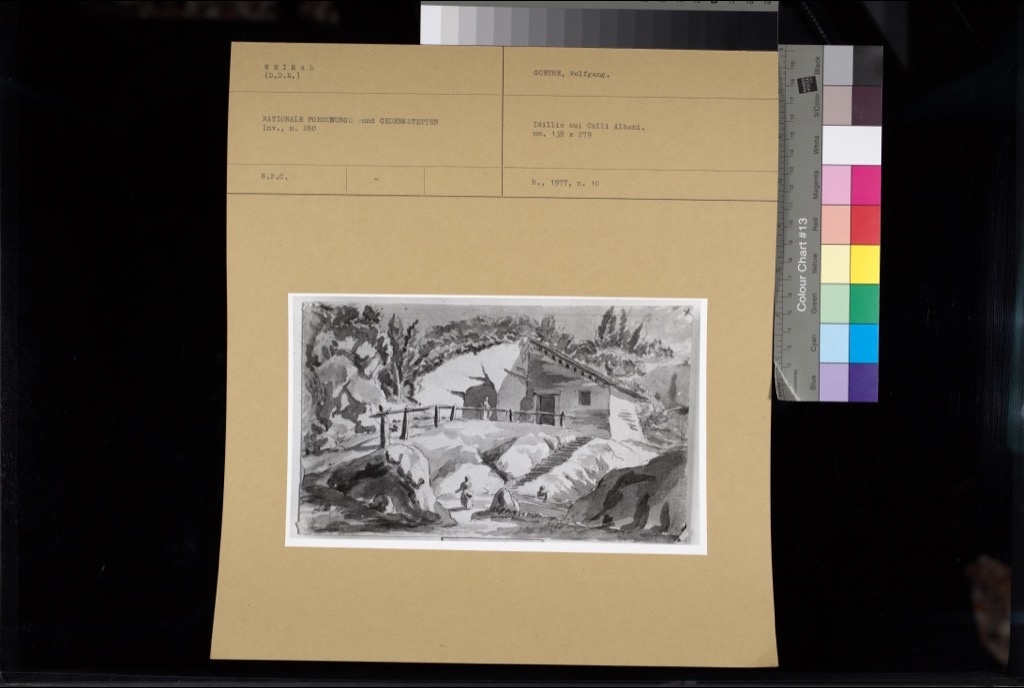 W E I M A R
(D.D.R.)
GOETHE, Wolfgang.
NATIONALE FORSCHUNGS und GEDENKSTETTEN
Inv., n. 260
Idillio sui Colli Albani.
mm. 138 x 279
N.F.C.
-
R., 1977, n. 10
Colour Chart #13
Blue
Cyan
Green
Yellow
Red
Magenta
White
3/Color
Black